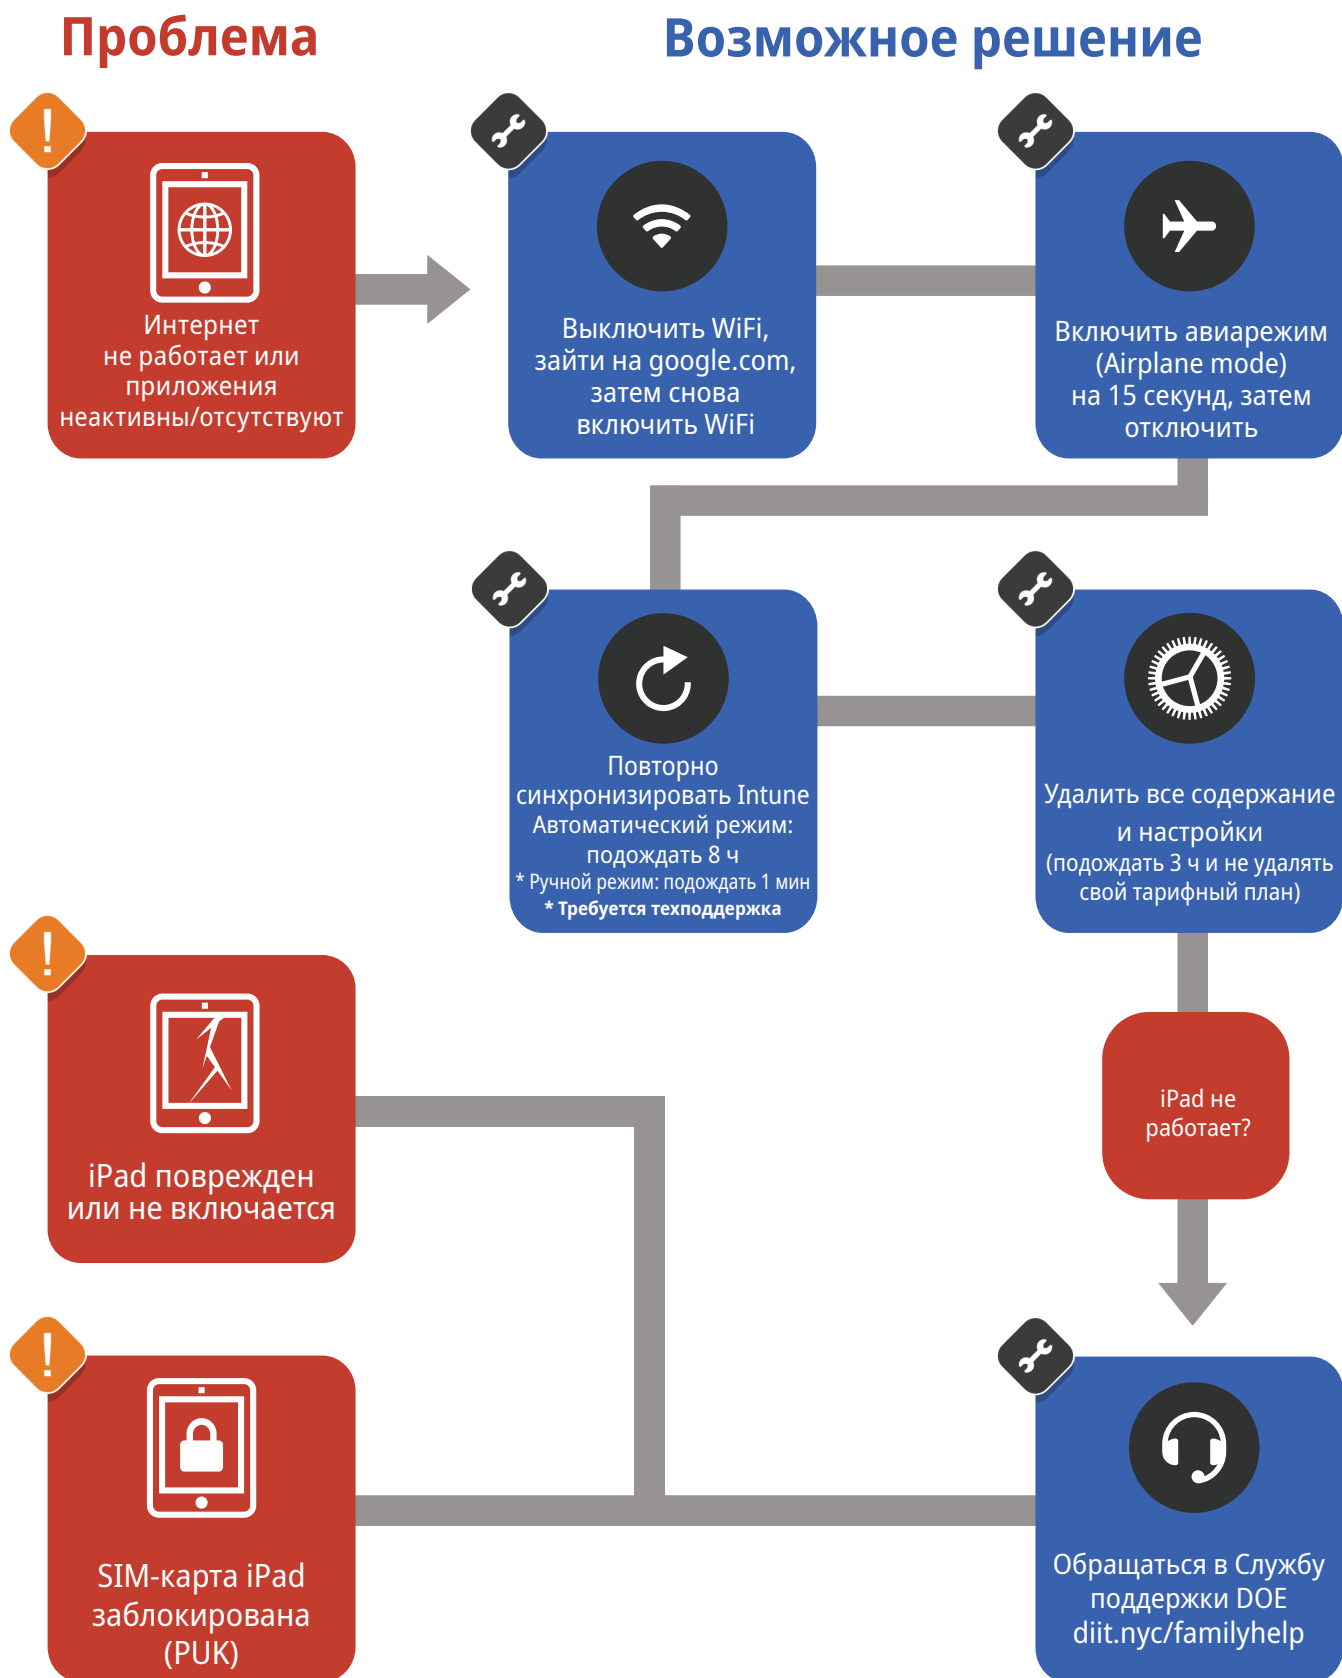 Проблема
Возможное решение
Интернет
не работает или
приложения
неактивны/отсутствуют
Выключить WiFi,
зайти на google.com,
затем снова
включить WiFi
Включить авиарежим
(Airplane mode)
на 15 секунд, затем
отключить
Повторно
синхронизировать Intune
Автоматический режим:
подождать 8 ч
* Ручной режим: подождать 1 мин
* Требуется техподдержка
Удалить все содержание
и настройки
(подождать 3 ч и не удалять
свой тарифный план)
iPad поврежден
или не включается
iPad не
работает?
SIM-карта iPad
заблокирована
(PUK)
Обращаться в Службу
поддержки DOE
diit.nyc/familyhelp